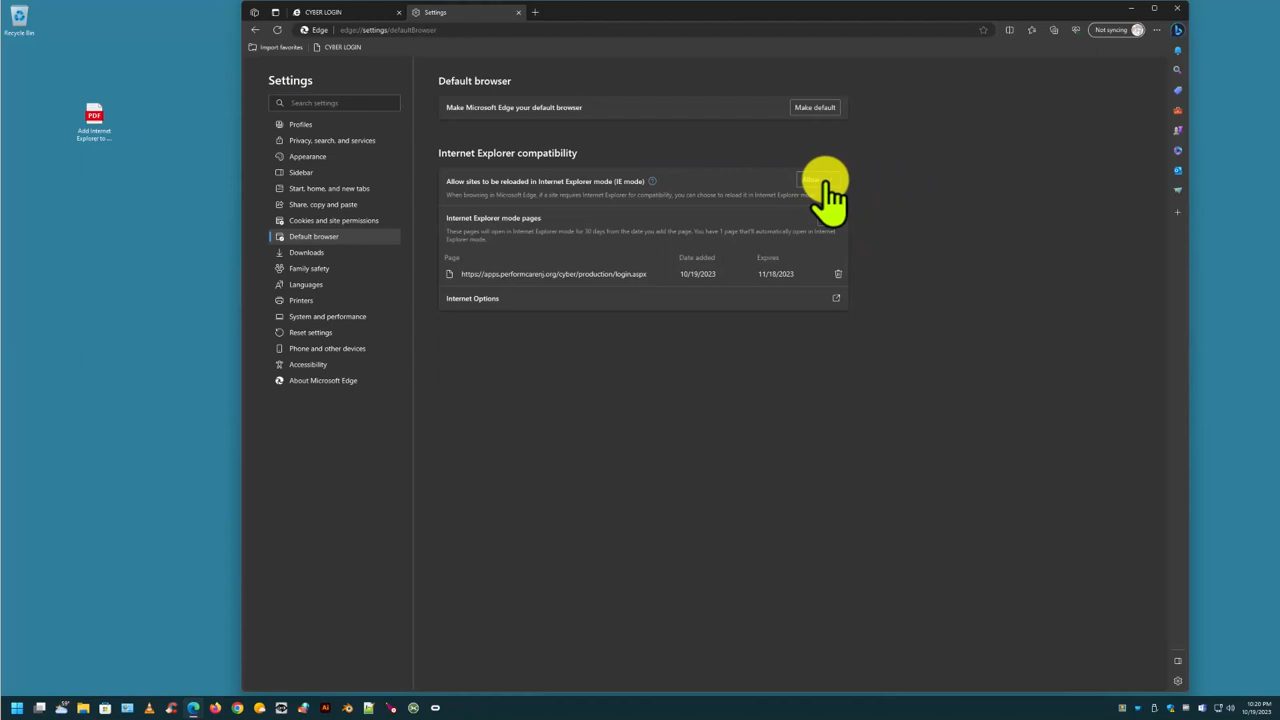 Recycle Bin
PDF
Add Internet
Explorer to ...
CYBER LOGIN
Settings
Edge
edge://settings/defaultBrowser
Not syncing
Import favorites
CYBER LOGIN
Settings
Search settings
Profiles
Privacy, search, and services
Appearance
Sidebar
Start, home, and new tabs
Share, copy and paste
Cookies and site permissions
Default browser
Downloads
Family safety
Languages
Printers
System and performance
Reset settings
Phone and other devices
Accessibility
About Microsoft Edge
Default browser
Make Microsoft Edge your default browser
Make default
Internet Explorer compatibility
Allow sites to be reloaded in Internet Explorer mode (IE mode)
When browsing in Microsoft Edge, if a site requires Internet Explorer for compatibility, you can choose to reload it in Internet Explorer
Internet Explorer mode pages
These pages will open in Internet Explorer mode for 30 days from the date you add the page. You have 1 page that'll automatically open in Internet
Explorer mode.
Page
Date added
Expires
https://apps.performcarenj.org/cyber/production/login.aspx
10/19/2023
11/18/2023
Internet Options
59°
Ai
10:20 PM
10/19/2023